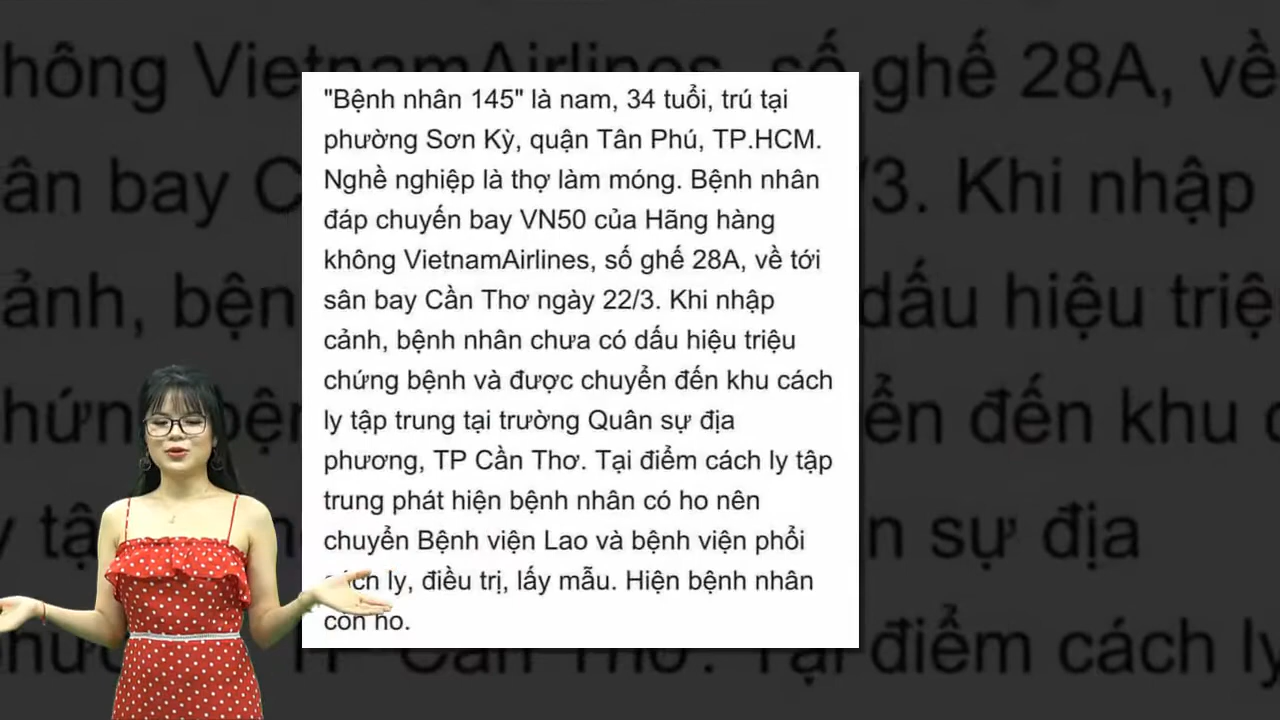 "Bệnh nhân 145" là nam, 34 tuổi, trú tại
phường Sơn Kỳ, quận Tân Phú, TP.HCM.
Nghề nghiệp là thợ làm móng. Bệnh nhân
đáp chuyến bay VN50 của Hãng hàng
không VietnamAirlines, số ghế 28A, về tới
sân bay Cần Thơ ngày 22/3. Khi nhập
cảnh, bệnh nhân chưa có dấu hiệu triệu
chứng bệnh và được chuyển đến khu cách
ly tập trung tại trường Quân sự địa
phương, TP Cần Thơ. Tại điểm cách ly tập
trung phát hiện bệnh nhân có ho nên
chuyển Bệnh viện Lao và bệnh viện phổi
cách ly, điều trị, lấy mẫu. Hiện bệnh nhân
còn ho.